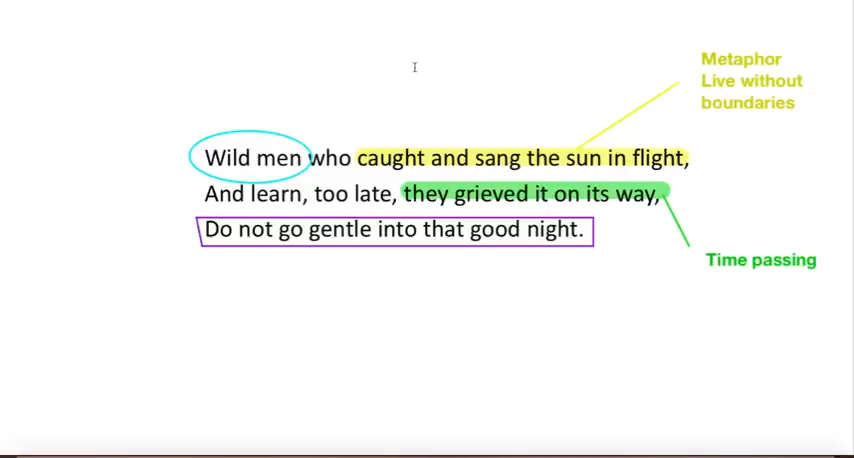 Metaphor
Live without
boundaries
Wild men who caught and sang the sun in flight,
And learn, too late, they grieved it on its way,
Do not go gentle into that good night.
Time passing